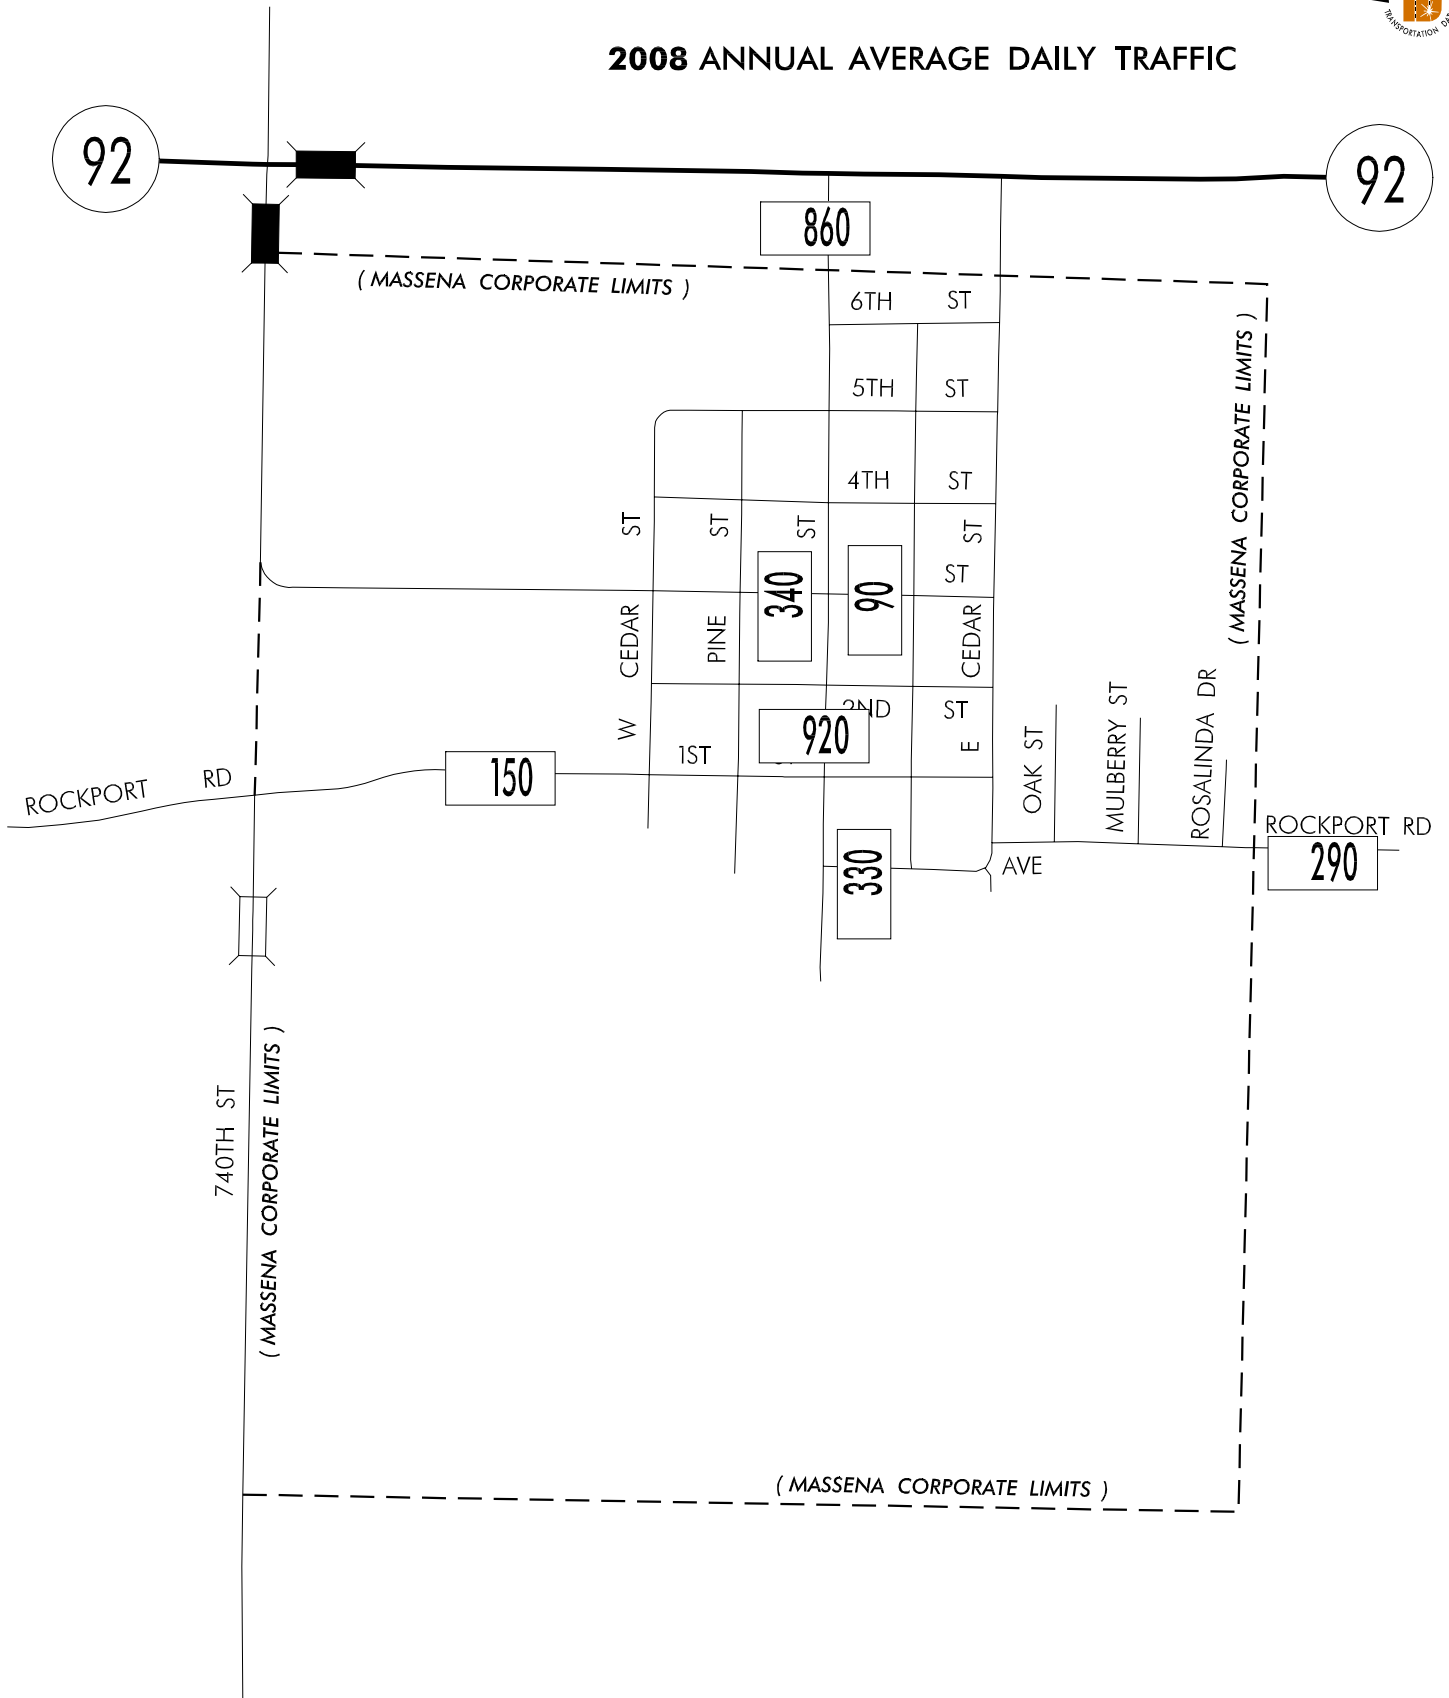 TRANSPORTATION
2008 ANNUAL AVERAGE DAILY TRAFFIC
92
92
860
( MASSENA CORPORATE LIMITS )
6TH ST
( MASSENA CORPORATE LIMITS )
5TH ST
4TH ST
W CEDAR ST
PINE ST
ST
340
90
ST
E CEDAR ST
2ND ST
920
1ST
OAK ST
MULBERRY ST
ROSALINDA DR
150
ROCKPORT RD
ROCKPORT RD
290
330
AVE
740TH ST
( MASSENA CORPORATE LIMITS )
( MASSENA CORPORATE LIMITS )